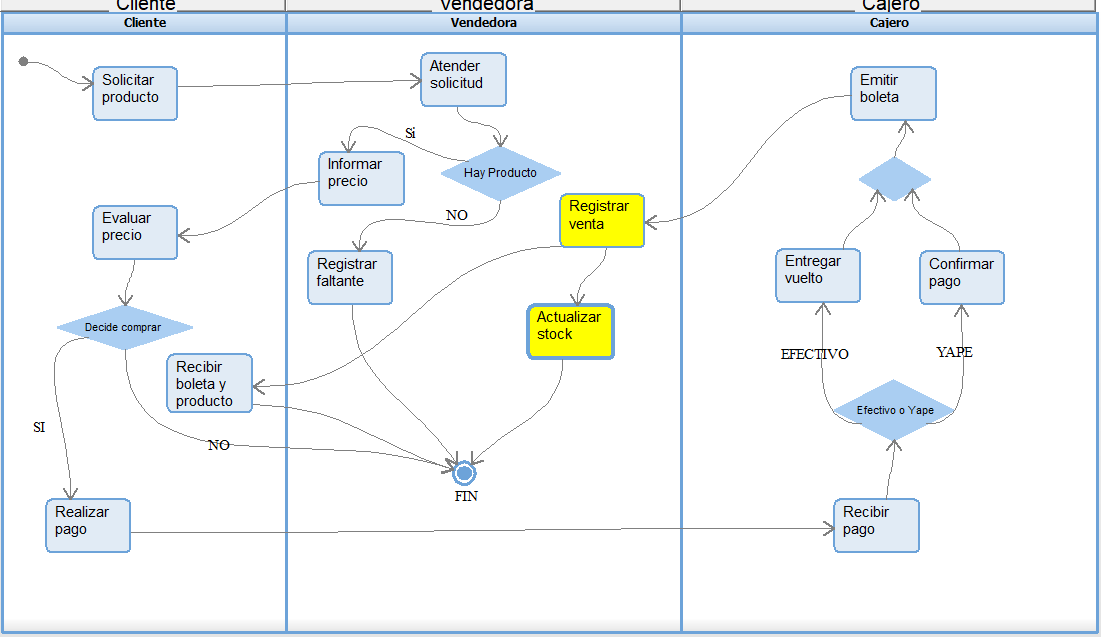 Cliente
Vendedora
Cajero
Cliente
Vendedora
Cajero
Solicitar
producto
Atender
solicitud
Emitir
boleta
Si
Hay Producto
Informar
precio
NO
Registrar
venta
Evaluar
precio
Registrar
faltante
Entregar
vuelto
Confirmar
pago
Decide comprar
Actualizar
stock
EFECTIVO
YAPE
Recibir
boleta y
producto
Efectivo o Yape
SI
NO
FIN
Realizar
pago
Recibir
pago